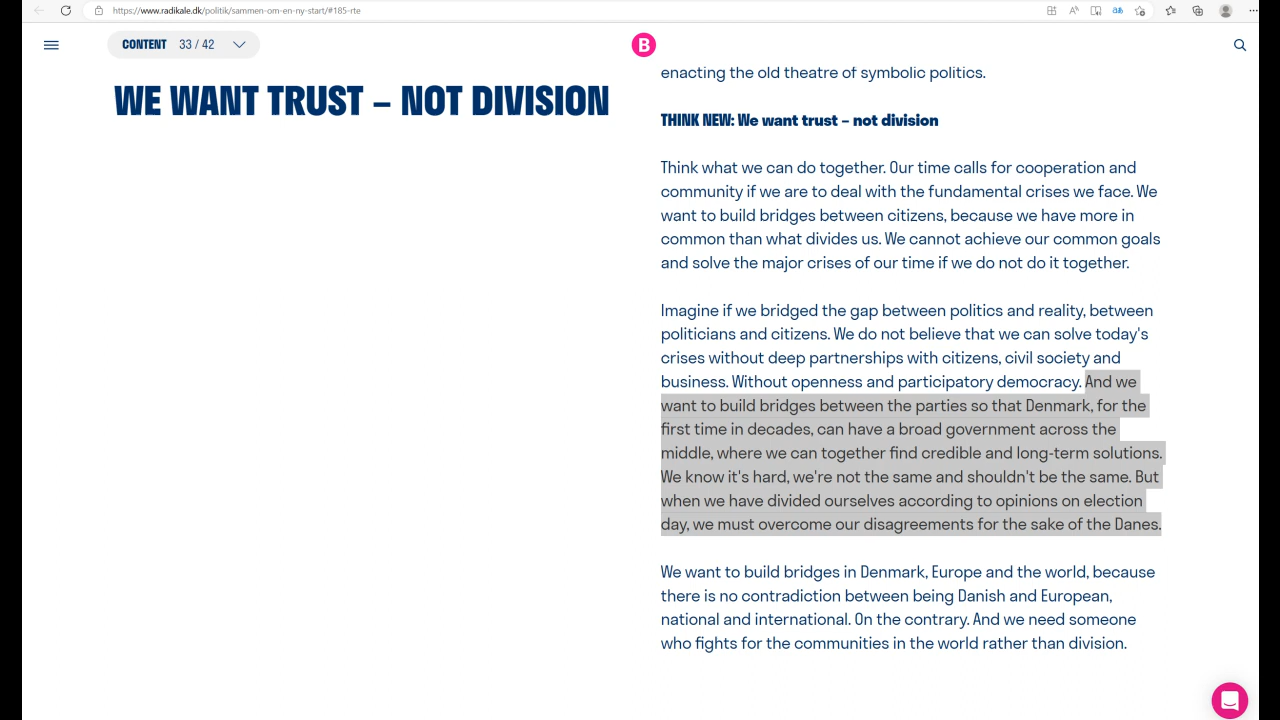 https://www.radikale.dk/politik/sammen-om-en-ny-start/#185-rte
CONTENT 33 / 42
B
WE WANT TRUST – NOT DIVISION
enacting the old theatre of symbolic politics.
THINK NEW: We want trust – not division
Think what we can do together. Our time calls for cooperation and
community if we are to deal with the fundamental crises we face. We
want to build bridges between citizens, because we have more in
common than what divides us. We cannot achieve our common goals
and solve the major crises of our time if we do not do it together.
Imagine if we bridged the gap between politics and reality, between
politicians and citizens. We do not believe that we can solve today's
crises without deep partnerships with citizens, civil society and
business. Without openness and participatory democracy. And we
want to build bridges between the parties so that Denmark, for the
first time in decades, can have a broad government across the
middle, where we can together find credible and long-term solutions.
We know it's hard, we're not the same and shouldn't be the same. But
when we have divided ourselves according to opinions on election
day, we must overcome our disagreements for the sake of the Danes.
We want to build bridges in Denmark, Europe and the world, because
there is no contradiction between being Danish and European,
national and international. On the contrary. And we need someone
who fights for the communities in the world rather than division.